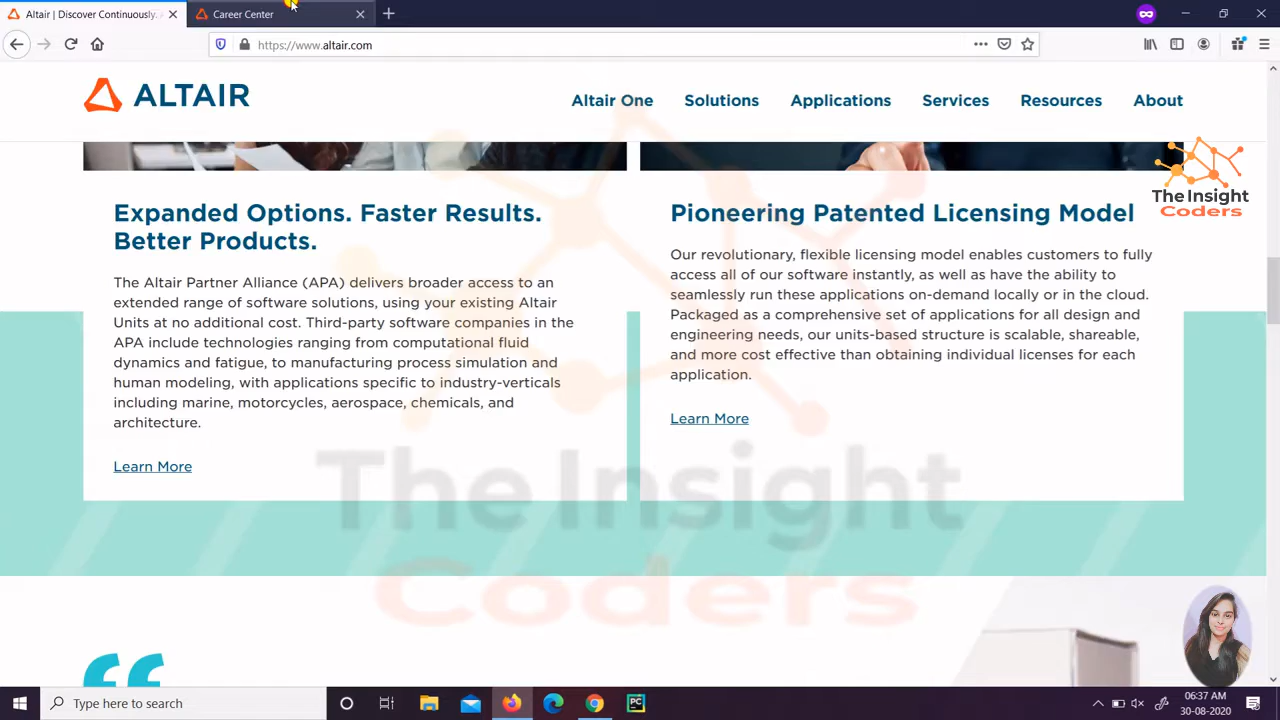 Altair | Discover Continuously.
Career Center
https://www.altair.com
ALTAIR
Altair One
Solutions
Applications
Services
Resources
About
The Insight
Coders
Expanded Options. Faster Results.
Better Products.
The Altair Partner Alliance (APA) delivers broader access to an
extended range of software solutions, using your existing Altair
Units at no additional cost. Third-party software companies in the
APA include technologies ranging from computational fluid
dynamics and fatigue, to manufacturing process simulation and
human modeling, with applications specific to industry-verticals
including marine, motorcycles, aerospace, chemicals, and
architecture.
Learn More
Pioneering Patented Licensing Model
Our revolutionary, flexible licensing model enables customers to fully
access all of our software instantly, as well as have the ability to
seamlessly run these applications on-demand locally or in the cloud.
Packaged as a comprehensive set of applications for all design and
engineering needs, our units-based structure is scalable, shareable,
and more cost effective than obtaining individual licenses for each
application.
Learn More
The Insight
Coders
“
Type here to search
PC
06:37 AM
30-08-2020